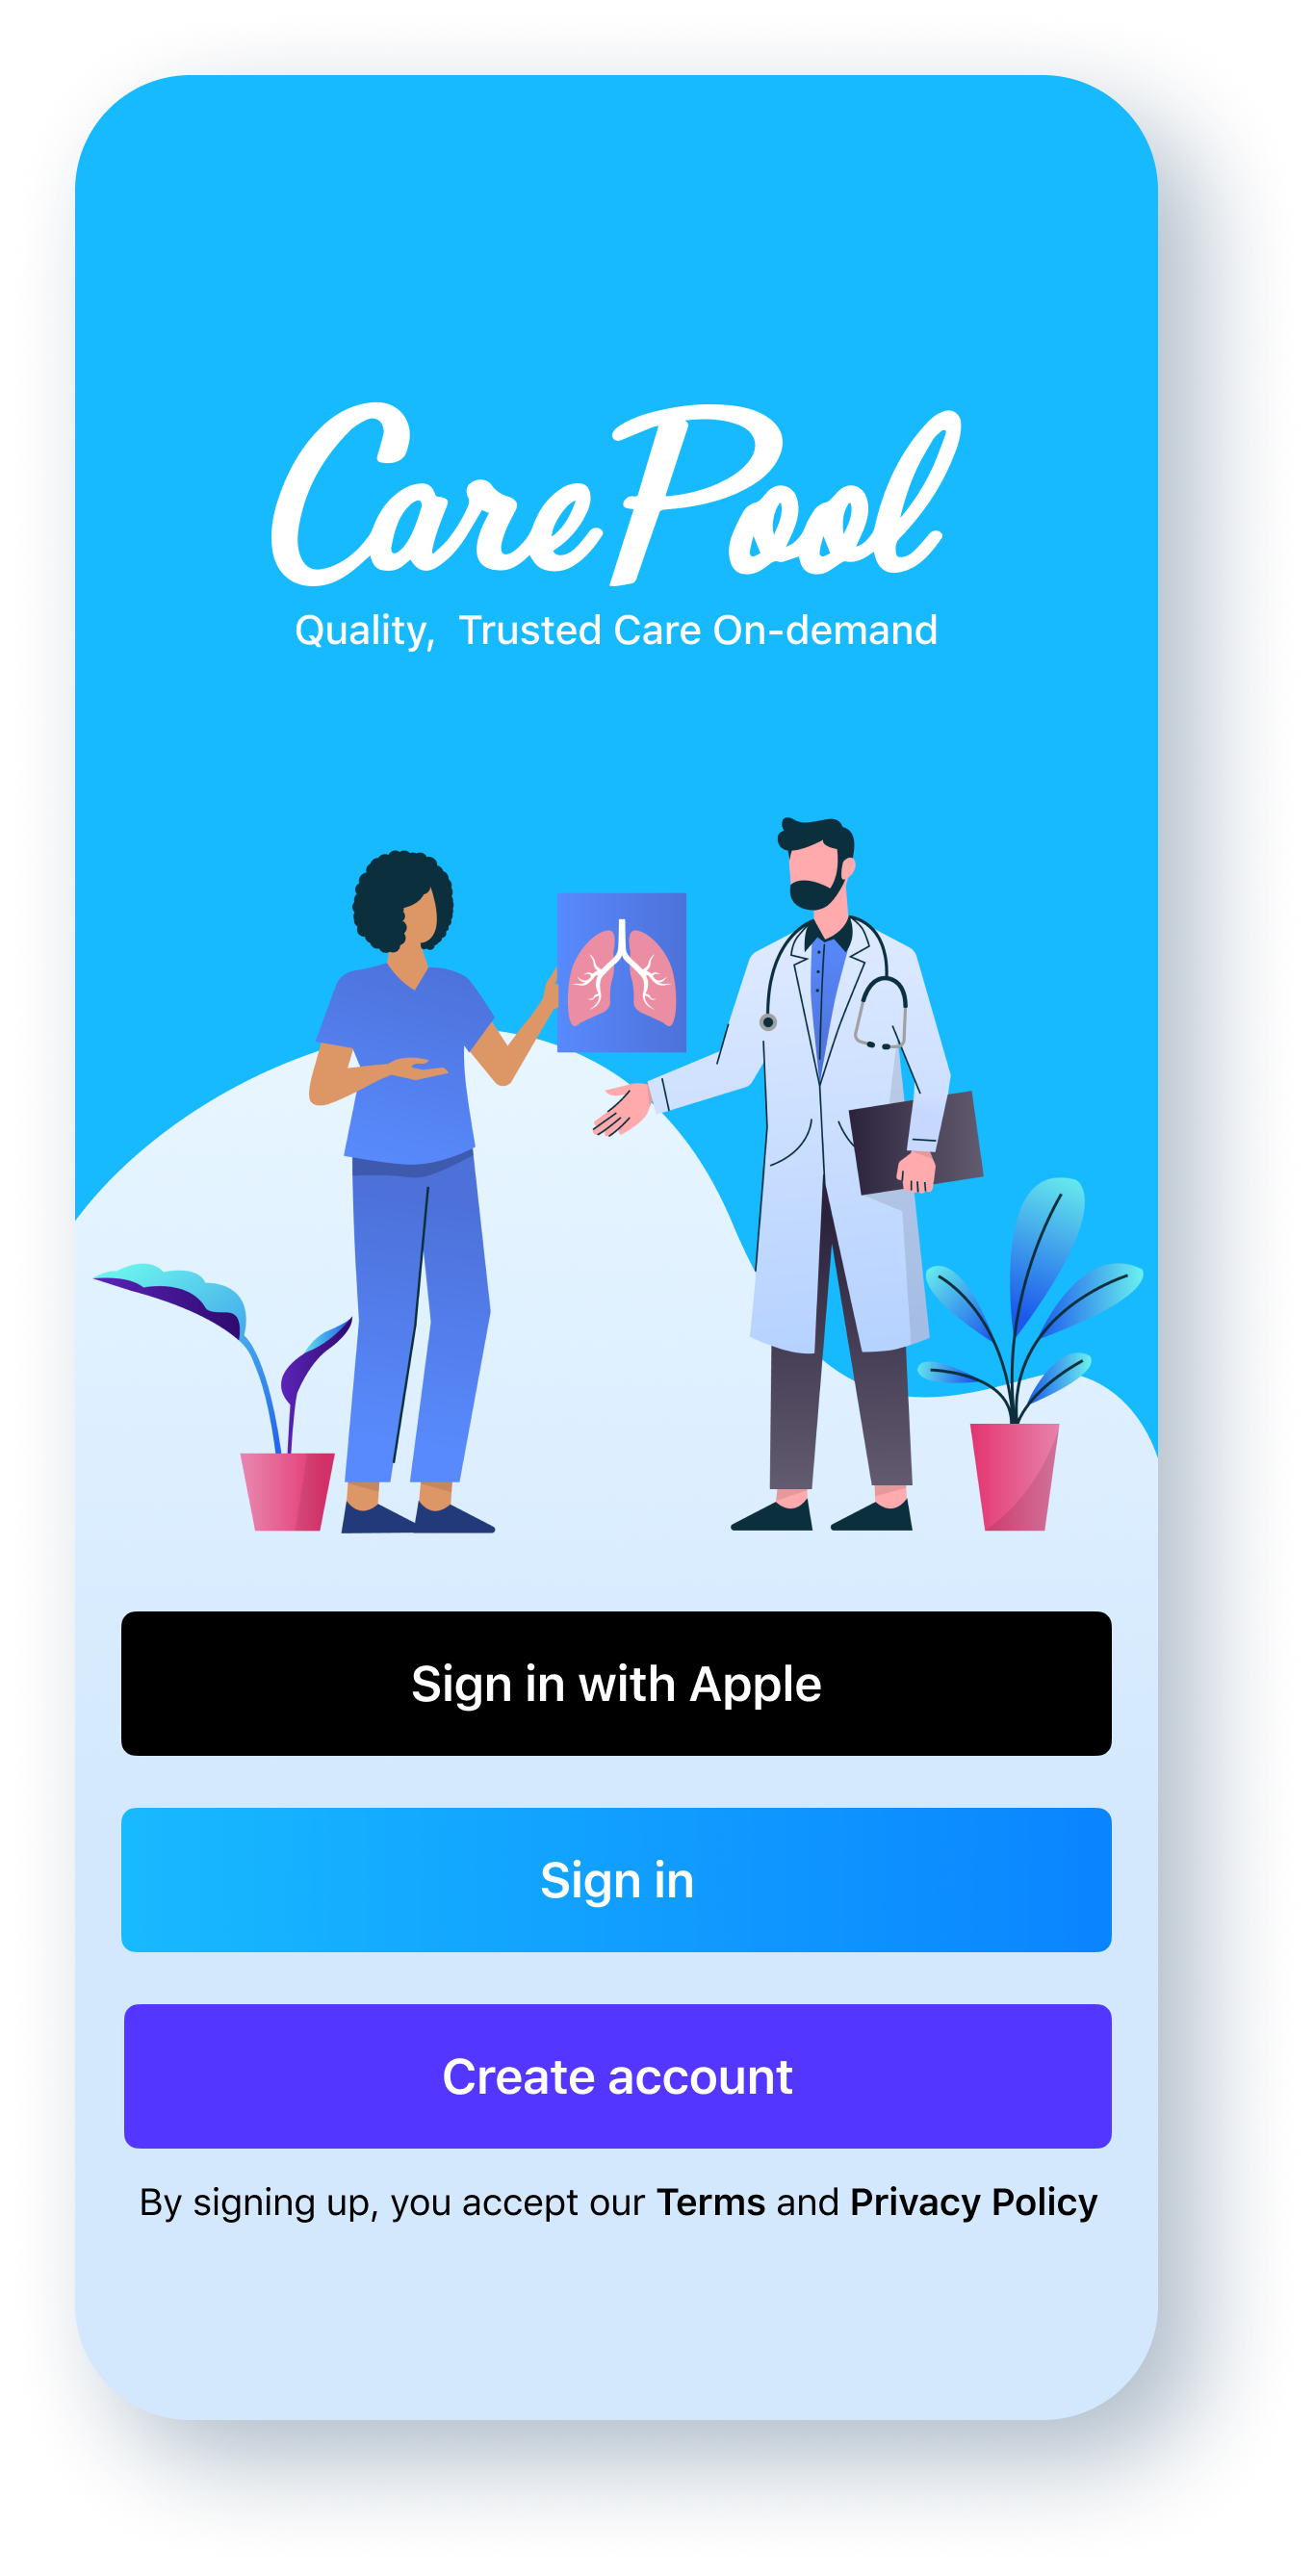 CarePool
Quality,  Trusted Care On-demand
Sign in with Apple
Sign in
Create account
By signing up, you accept our Terms and Privacy Policy